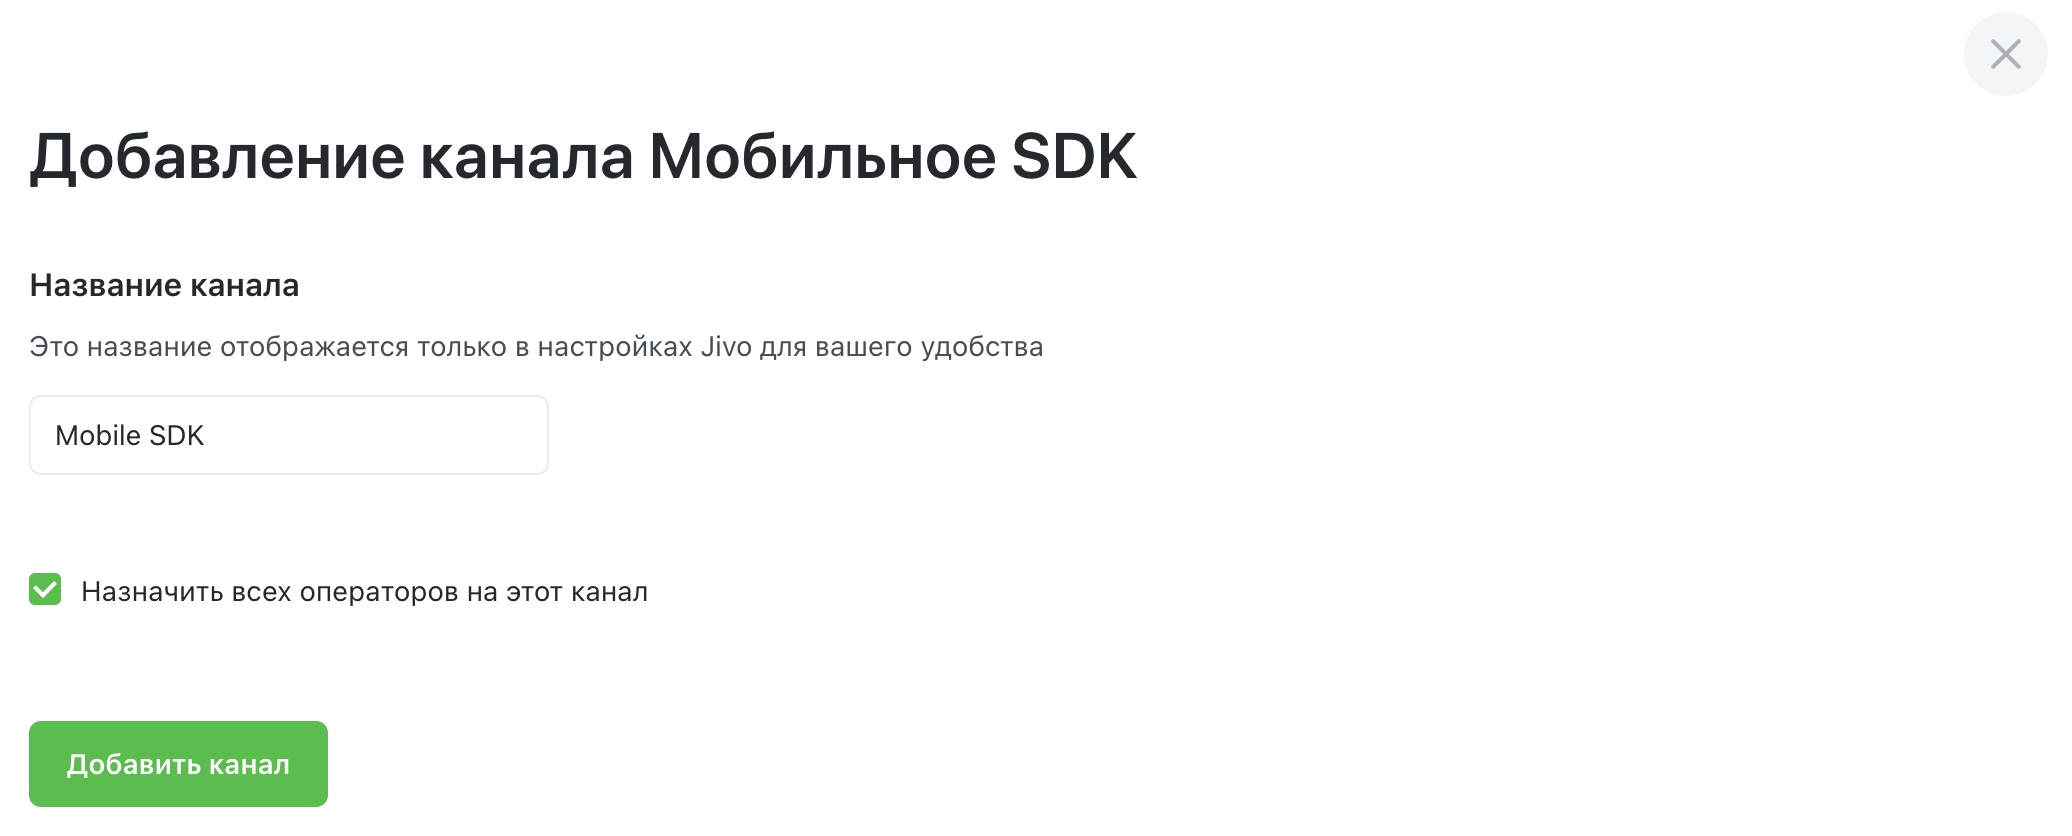 Добавление канала Мобильное SDK
Название канала
Это название отображается только в настройках Jivo для вашего удобства
Mobile SDK
Назначить всех операторов на этот канал
Добавить канал